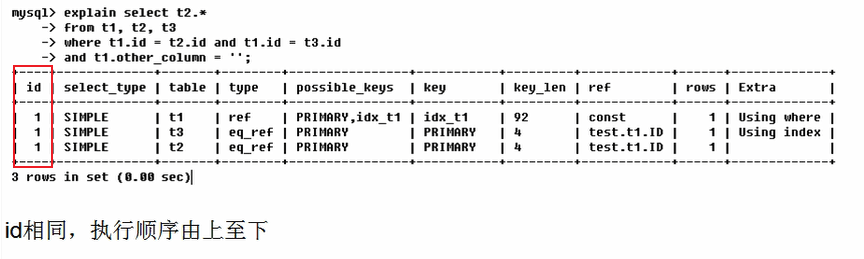 mysql> explain select t2.*
-> from t1, t2, t3
-> where t1.id = t2.id and t1.id = t3.id
-> and t1.other_column = '';
+----+-------------+-------+--------+----------------+---------+---------+------------+------+-------------+
| id | select_type | table | type | possible_keys | key | key_len | ref | rows | Extra |
+----+-------------+-------+--------+----------------+---------+---------+------------+------+-------------+
| 1 | SIMPLE | t1 | ref | PRIMARY,idx_t1 | idx_t1 | 92 | const | 1 | Using where |
| 1 | SIMPLE | t3 | eq_ref | PRIMARY | PRIMARY | 4 | test.t1.ID | 1 | Using index |
| 1 | SIMPLE | t2 | eq_ref | PRIMARY | PRIMARY | 4 | test.t1.ID | 1 | |
+----+-------------+-------+--------+----------------+---------+---------+------------+------+-------------+
3 rows in set (0.00 sec)
id相同，执行顺序由上至下